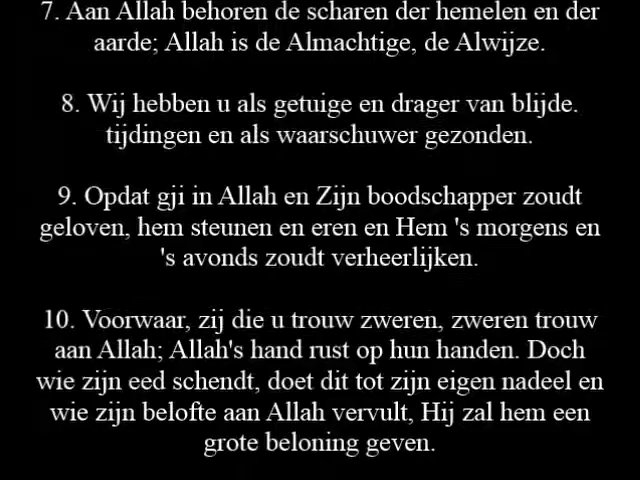 7. Aan Allah behoren de scharen der hemelen en der
aarde; Allah is de Almachtige, de Alwijze.
8. Wij hebben u als getuige en drager van blijde.
tijdingen en als waarschuwer gezonden.
9. Opdat gji in Allah en Zijn boodschapper zoudt
geloven, hem steunen en eren en Hem 's morgens en
's avonds zoudt verheerlijken.
10. Voorwaar, zij die u trouw zweren, zweren trouw
aan Allah; Allah's hand rust op hun handen. Doch
wie zijn eed schendt, doet dit tot zijn eigen nadeel en
wie zijn belofte aan Allah vervult, Hij zal hem een
grote beloning geven.